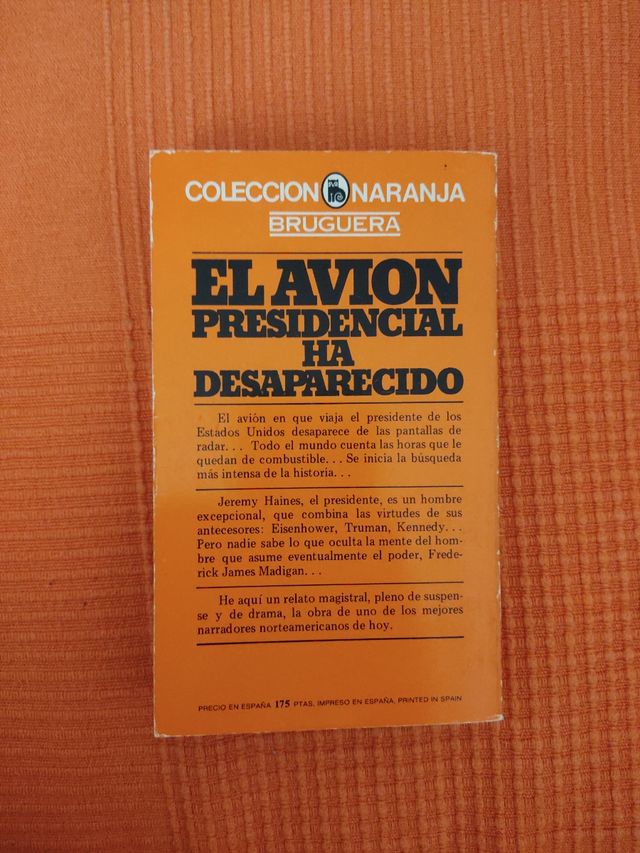 COLECCION NARANJA
BRUGUERA
EL AVION
PRESIDENCIAL
HA
DESAPARECIDO
El avión en que viaja el presidente de los
Estados Unidos desaparece de las pantallas de
radar. . . Todo el mundo cuenta las horas que le
quedan de combustible. . . Se inicia la búsqueda
más intensa de la historia. . .
Jeremy Haines, el presidente, es un hombre
excepcional, que combina las virtudes de sus
antecesores: Eisenhower, Truman, Kennedy. . .
Pero nadie sabe lo que oculta la mente del hom-
bre que asume eventualmente el poder, Frede-
rick James Madigan. . .
He aquí un relato magistral, pleno de suspen-
se y de drama, la obra de uno de los mejores
narradores norteamericanos de hoy.
PRECIO EN ESPAÑA 175 PTAS. IMPRESO EN ESPAÑA. PRINTED IN SPAIN